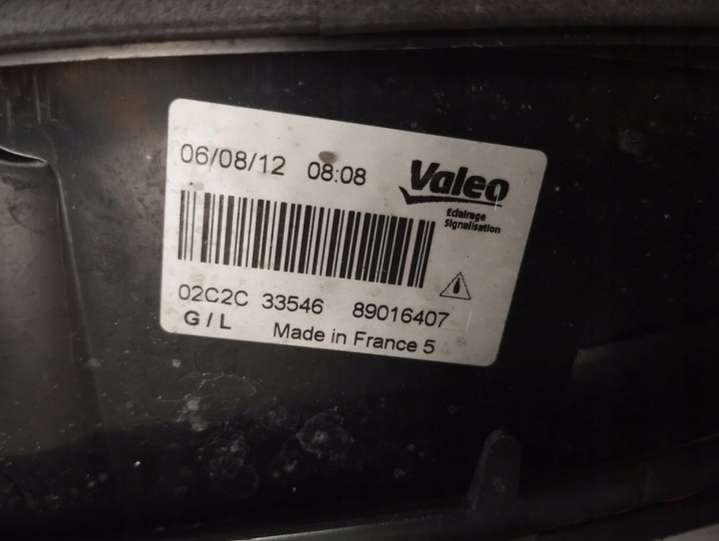 06/08/12 08:08
Valeo
Eclairage
Signalisation
02C2C 33546 89016407
G / L Made in France 5